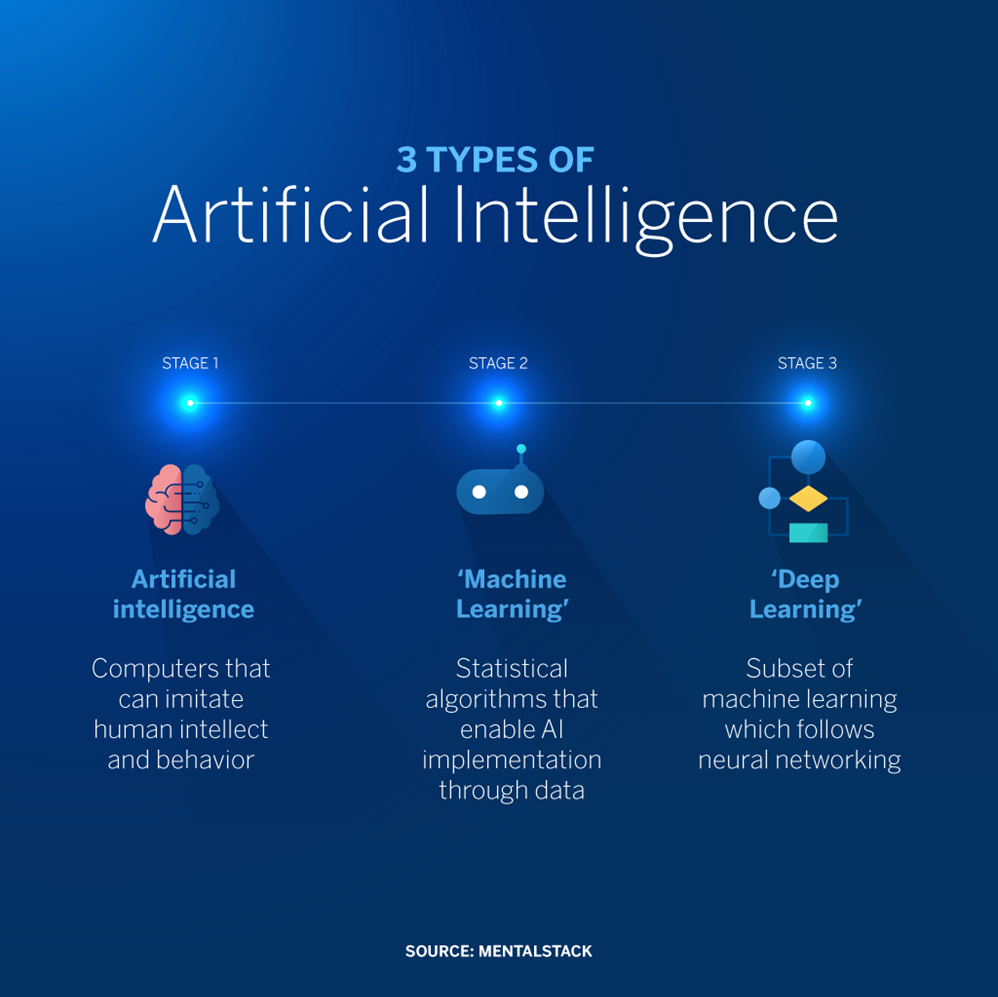 3 TYPES OF
Artificial Intelligence
STAGE 1
STAGE 2
STAGE 3
Artificial
intelligence
Computers that
can imitate
human intellect
and behavior
‘Machine
Learning’
Statistical
algorithms that
enable AI
implementation
through data
‘Deep
Learning’
Subset of
machine learning
which follows
neural networking
SOURCE: MENTALSTACK